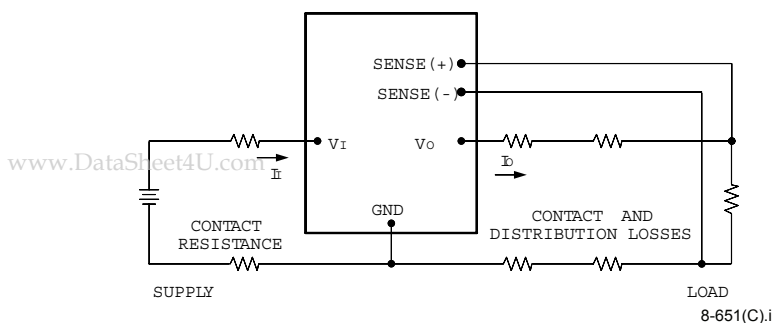 SENSE(+)
SENSE(-)
VI
VO
www.DataSheet4U.com
II
IO
GND
CONTACT
RESISTANCE
CONTACT AND
DISTRIBUTION LOSSES
SUPPLY
LOAD
8-651(C).i